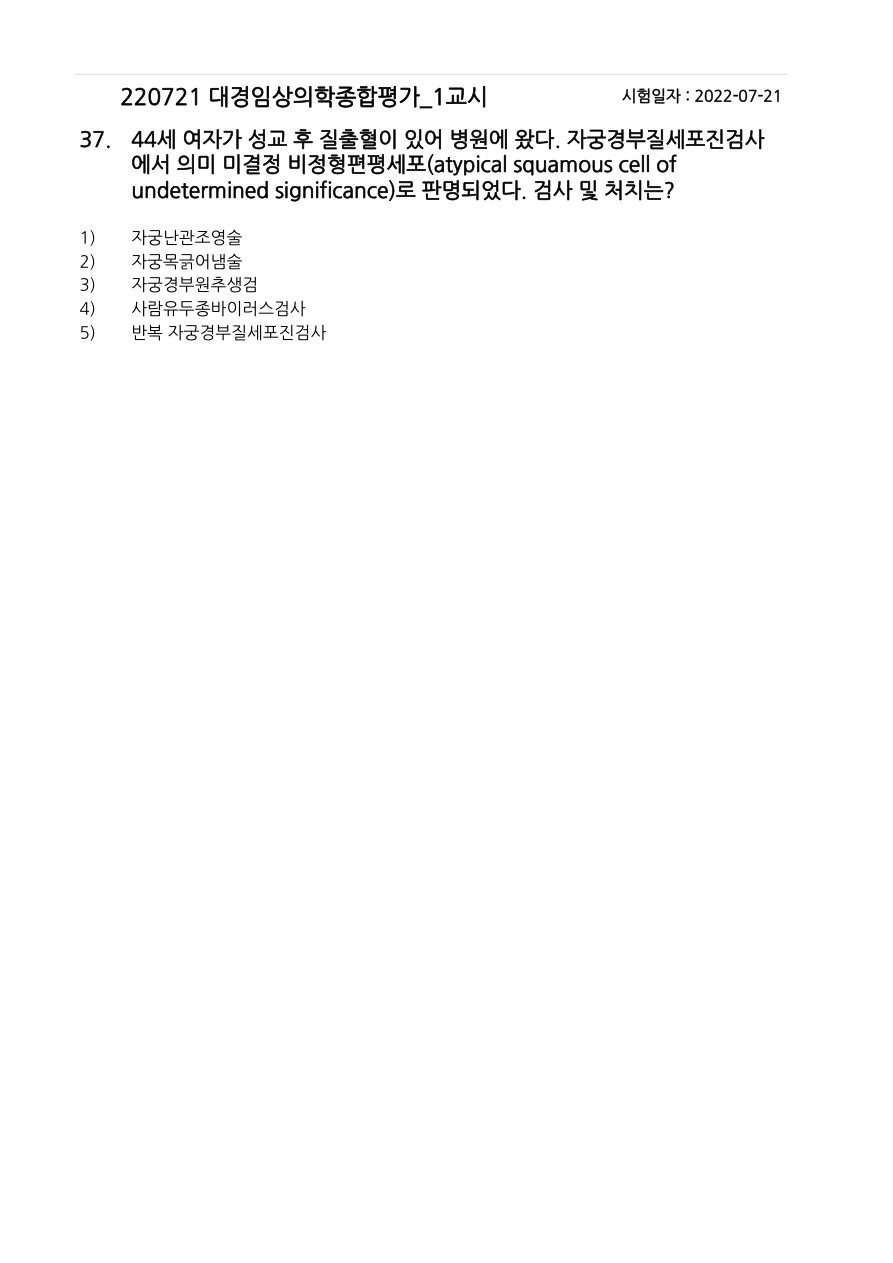 220721 대경임상의학종합평가_1교시
시험일자 : 2022-07-21
37. 44세 여자가 성교 후 질출혈이 있어 병원에 왔다. 자궁경부질세포진검사
에서 의미 미결정 비정형편평세포(atypical squamous cell of
undetermined significance)로 판명되었다. 검사 및 처치는?
1) 자궁난관조영술
2) 자궁목긁어냄술
3) 자궁경부원추생검
4) 사람유두종바이러스검사
5) 반복 자궁경부질세포진검사